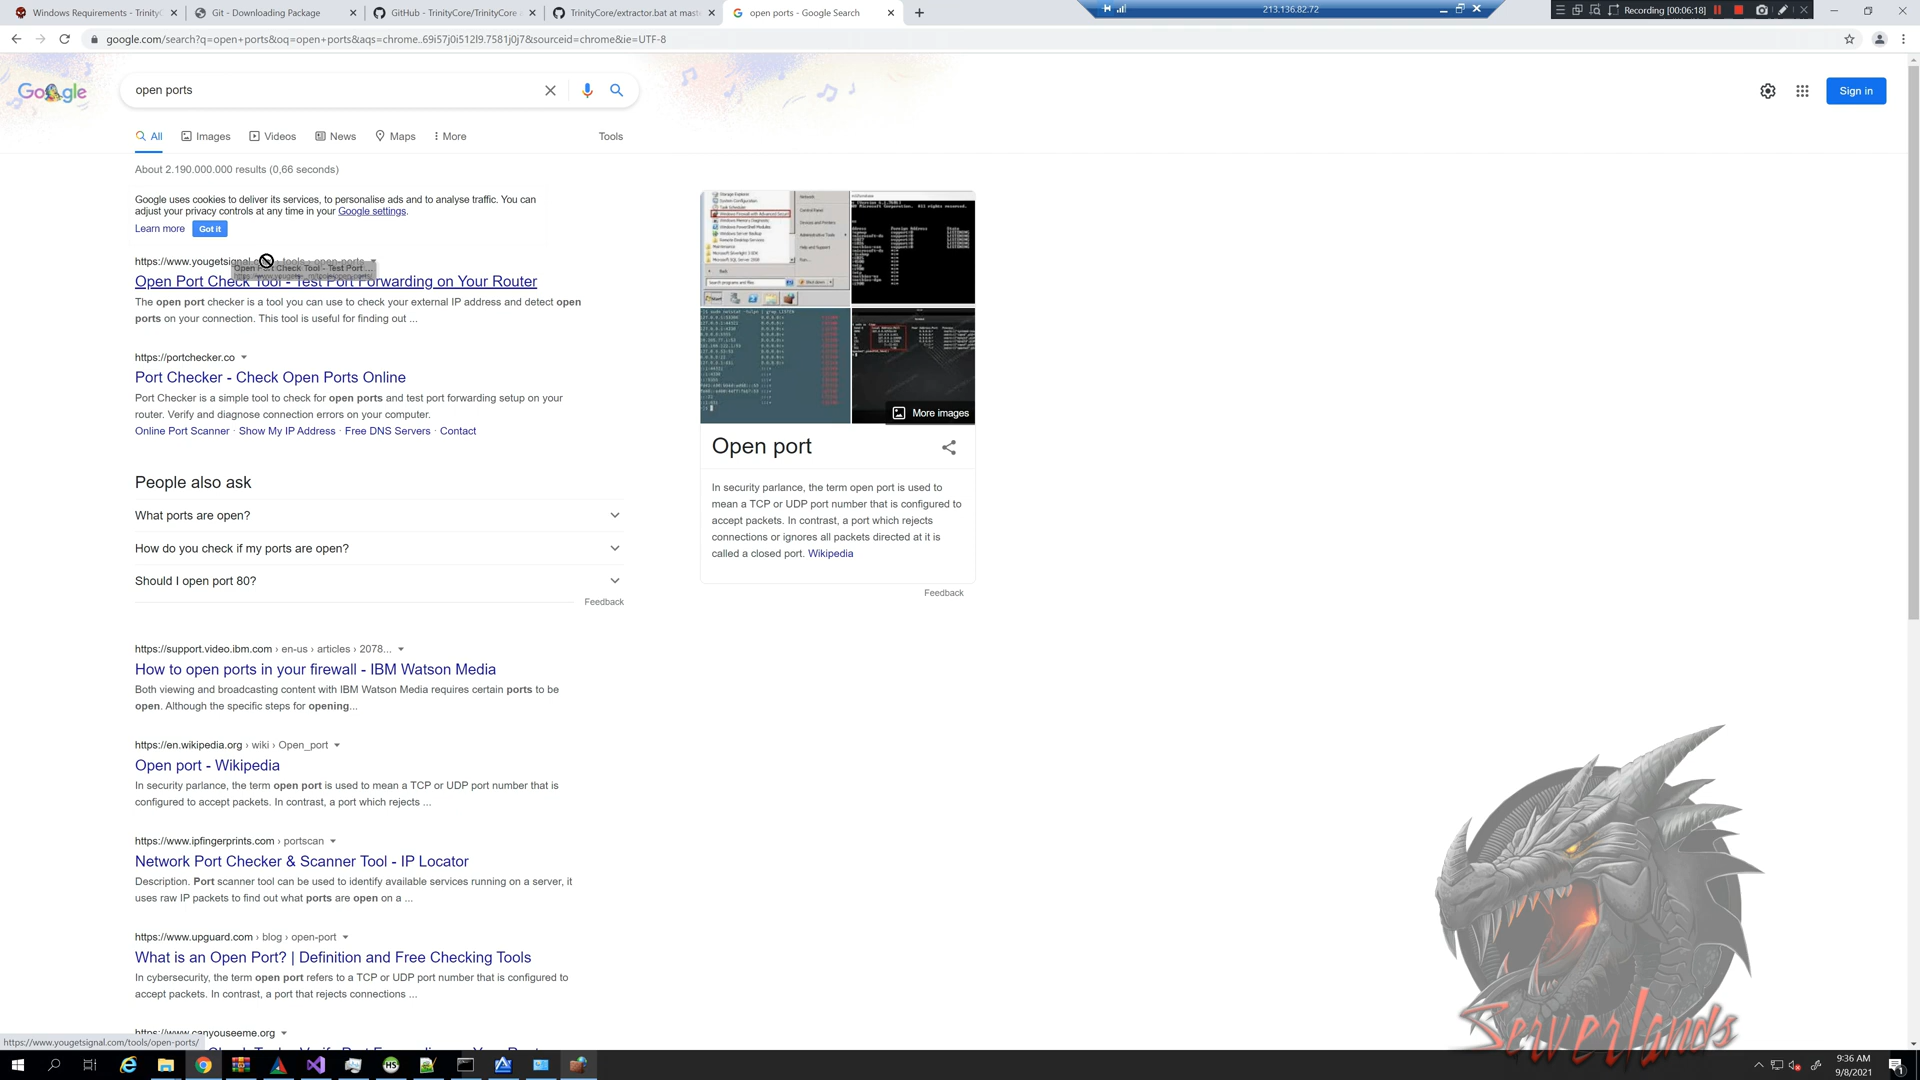 Windows Requirements - TrinityC
Git - Downloading Package
GitHub - TrinityCore/TrinityCore
TrinityCore/extractor.bat at mast
open ports - Google Search
213.136.82.72
Recording [00:06:18]
google.com/search?q=open+ports&oq=open+ports&aqs=chrome..69i57j0i512l9.7581j0j7&sourceid=chrome&ie=UTF-8
Google
open ports
Sign in
All
Images
Videos
News
Maps
More
Tools
About 2.190.000.000 results (0,66 seconds)
Google uses cookies to deliver its services, to personalise ads and to analyse traffic. You can
adjust your privacy controls at any time in your Google settings.
Learn more
Got it
https://www.yougetsignal.
Open Port Check Tool - Test Port ...
Open Port Check Tool - Test Port Forwarding on Your Router
The open port checker is a tool you can use to check your external IP address and detect open
ports on your connection. This tool is useful for finding out ...
https://portchecker.co
Port Checker - Check Open Ports Online
Port Checker is a simple tool to check for open ports and test port forwarding setup on your
router. Verify and diagnose connection errors on your computer.
Online Port Scanner · Show My IP Address · Free DNS Servers · Contact
People also ask
What ports are open?
How do you check if my ports are open?
Should I open port 80?
Feedback
More images
Open port
In security parlance, the term open port is used to
mean a TCP or UDP port number that is configured to
accept packets. In contrast, a port which rejects
connections or ignores all packets directed at it is
called a closed port. Wikipedia
Feedback
https://support.video.ibm.com › en-us › articles › 2078...
How to open ports in your firewall - IBM Watson Media
Both viewing and broadcasting content with IBM Watson Media requires certain ports to be
open. Although the specific steps for opening...
https://en.wikipedia.org › wiki › Open_port
Open port - Wikipedia
In security parlance, the term open port is used to mean a TCP or UDP port number that is
configured to accept packets. In contrast, a port which rejects ...
https://www.ipfingerprints.com › portscan
Network Port Checker & Scanner Tool - IP Locator
Description. Port scanner tool can be used to identify available services running on a server, it
uses raw IP packets to find out what ports are open on a ...
https://www.upguard.com › blog › open-port
What is an Open Port? | Definition and Free Checking Tools
In cybersecurity, the term open port refers to a TCP or UDP port number that is configured to
accept packets. In contrast, a port that rejects connections ...
https://www.canyouseeme.org
https://www.yougetsignal.com/tools/open-ports/
Serverlands
9:36 AM
9/8/2021